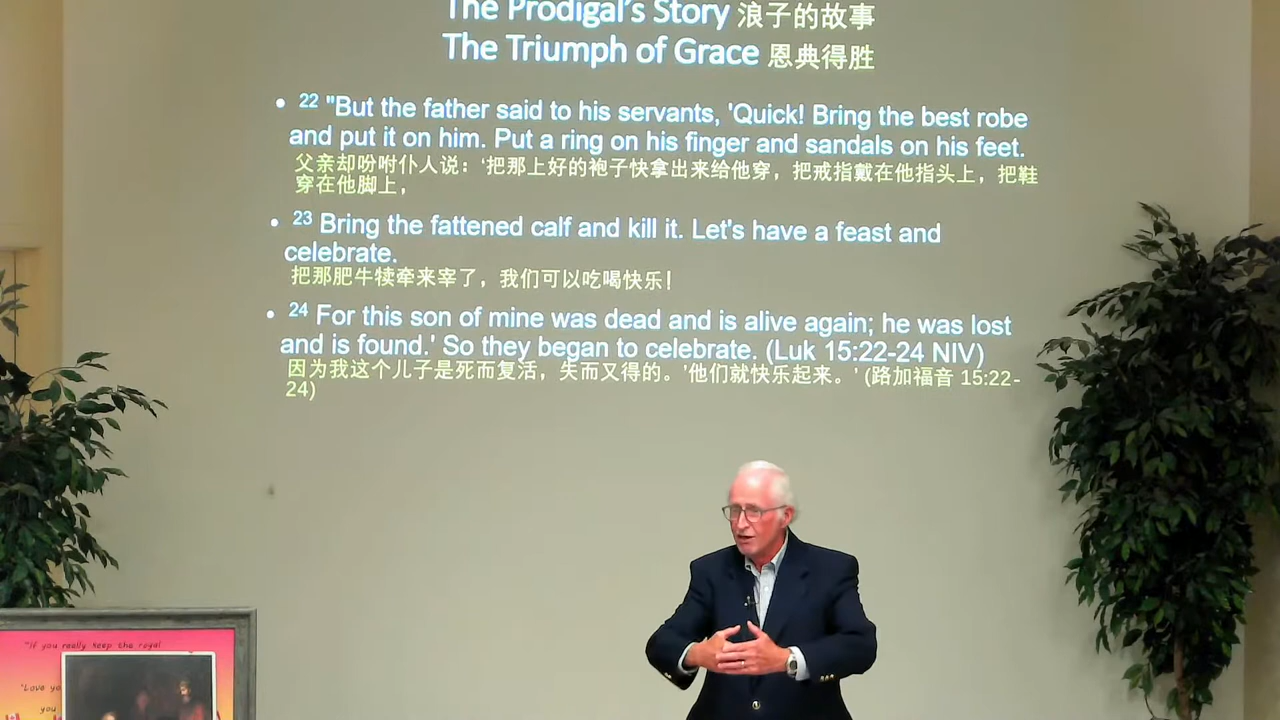 The Prodigal's Story 浪子的故事
The Triumph of Grace 恩典得胜
• 22 "But the father said to his servants, 'Quick! Bring the best robe
and put it on him. Put a ring on his finger and sandals on his feet.
父亲却吩咐仆人说：‘把那上好的袍子快拿出来给他穿，把戒指戴在他指头上，把鞋
穿在他脚上，
• 23 Bring the fattened calf and kill it. Let's have a feast and
celebrate.
把那肥牛犊牵来宰了，我们可以吃喝快乐！
• 24 For this son of mine was dead and is alive again; he was lost
and is found.' So they began to celebrate. (Luk 15:22-24 NIV)
因为我这个儿子是死而复活，失而又得的。’他们就快乐起来。' (路加福音 15:22-
24)
"If you really keep the royal
"Love
you